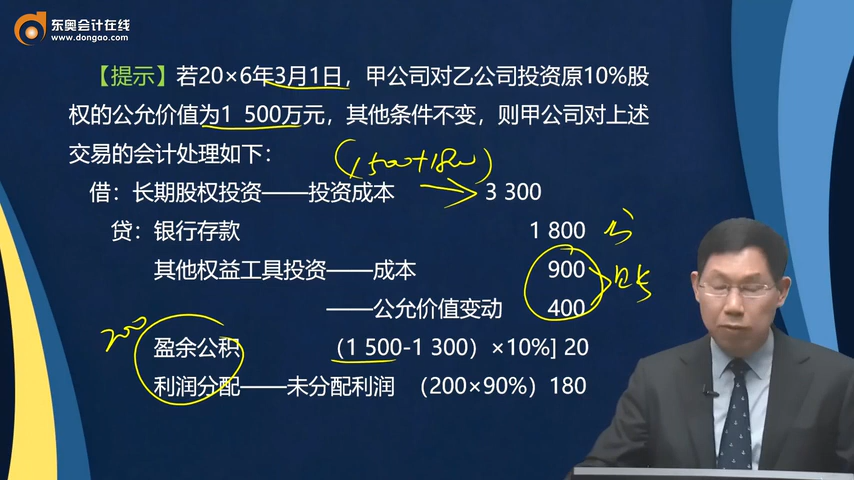 东奥会计在线
www.dongao.com
【提示】若20×6年3月1日，甲公司对乙公司投资原10%股
权的公允价值为1 500万元，其他条件不变，则甲公司对上述
交易的会计处理如下：
(1500+1800)
借：长期股权投资——投资成本 3 300
贷：银行存款 1 800
其他权益工具投资——成本 900
——公允价值变动 400
200
盈余公积 （1 500-1 300）×10%] 20
利润分配——未分配利润 （200×90%）180